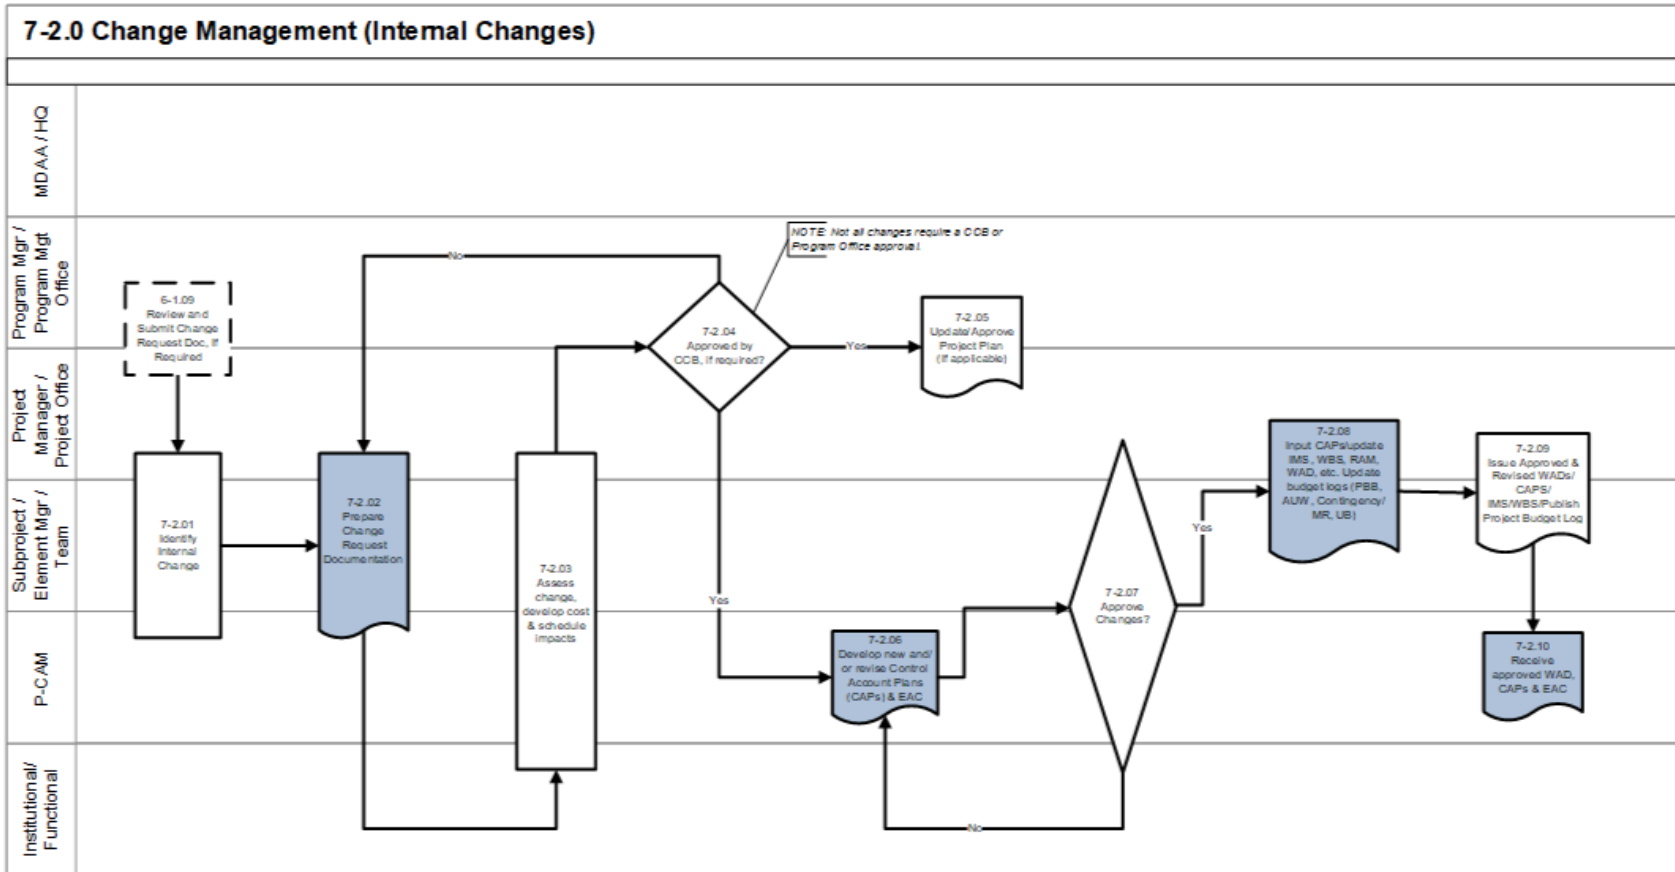 7-2.0 Change Management (Internal Changes)
MDAA / HQ
Program Mgr /
Program Mgt
Office
Project
Manager /
Project Office
Subproject /
Element Mgr /
Team
P-CAM
Institutional/
Functional
6-1.09
Review and
Submit Change
Request Doc, If
Required
7-2.01
Identify
Internal
Change
7-2.02
Prepare
Change
Request
Documentation
7-2.03
Assess
change,
develop cost
& schedule
impacts
No
7-2.04
Approved by
CCB, if required?
NOTE: Not all changes require a CCB or
Program Office approval.
Yes
7-2.05
Update/Approve
Project Plan
(If applicable)
Yes
7-2.06
Develop new and/
or revise Control
Account Plans
(CAPs) & EAC
7-2.07
Approve
Changes?
No
Yes
7-2.08
Input CAPs/update
IMS, WBS, RAM,
WAD, etc. Update
budget logs (PBB,
AUW, Contingency/
MR, UB)
7-2.09
Issue Approved &
Revised WADs/
CAPS/
IMS/WBS/Publish
Project Budget Log
7-2.10
Receive
approved WAD,
CAPs & EAC